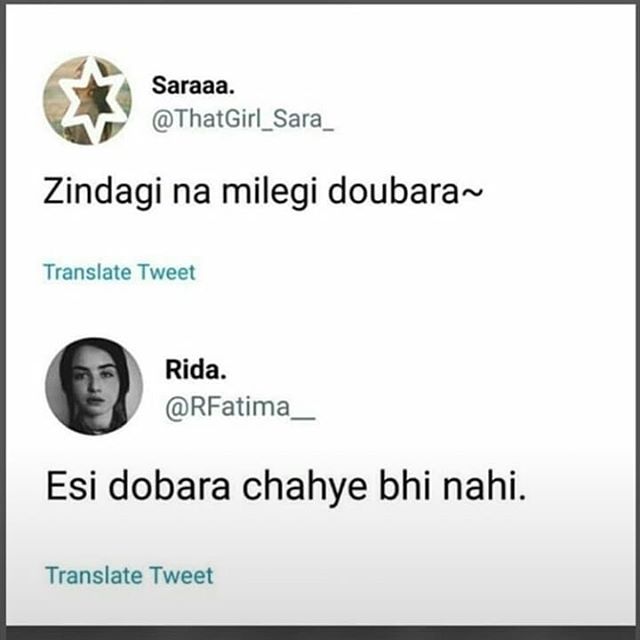 Saraaa.
@ThatGirl_Sara_
Zindagi na milegi doubara~
Translate Tweet
Rida.
@RFatima__
Esi dobara chahye bhi nahi.
Translate Tweet